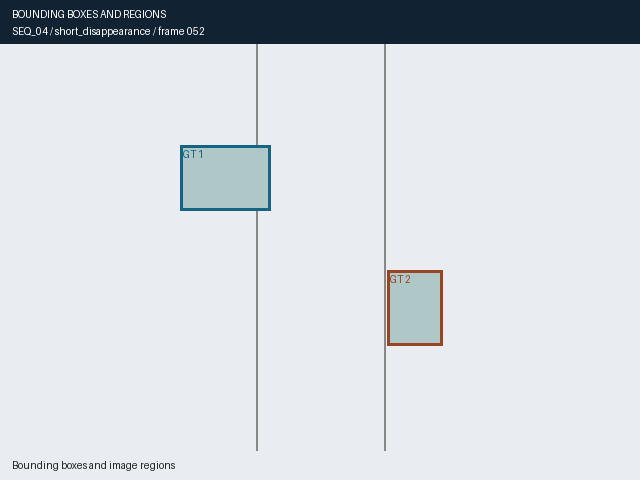 BOUNDING BOXES AND REGIONS
SEQ_04 / short_disappearance / frame 052
GT1
GT2
Bounding boxes and image regions